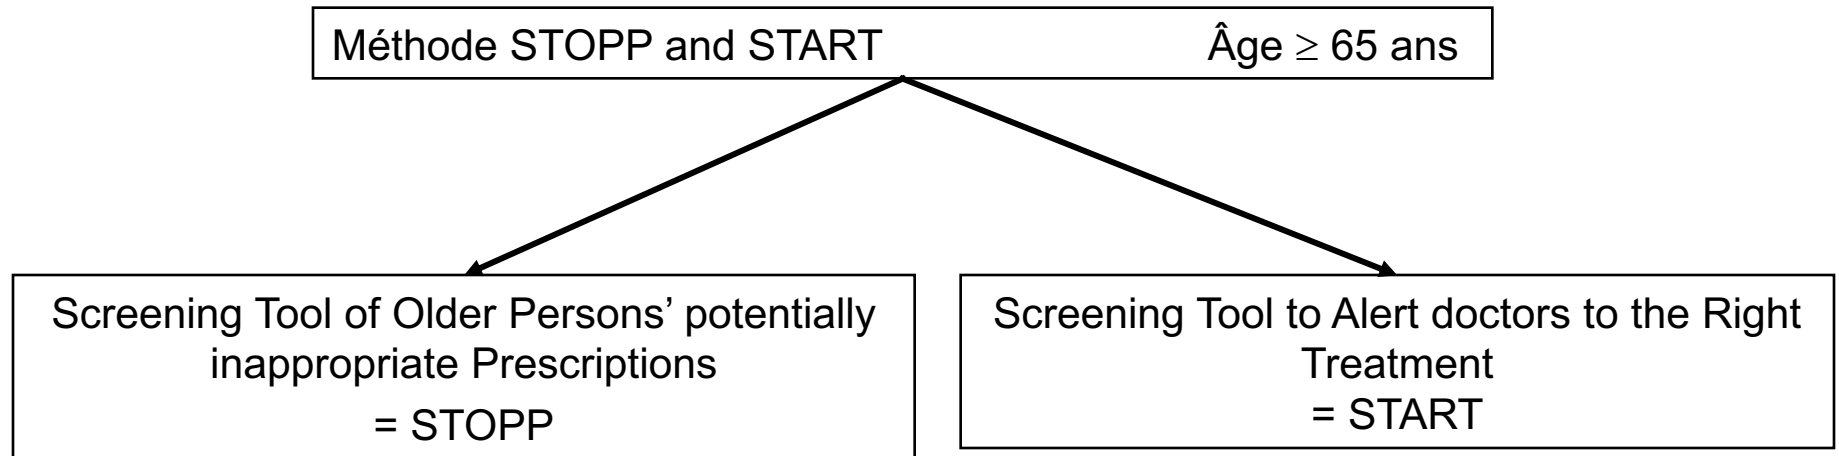 Méthode STOPP and START Âge ≥ 65 ans
Screening Tool of Older Persons’ potentially
inappropriate Prescriptions
= STOPP
Screening Tool to Alert doctors to the Right
Treatment
= START